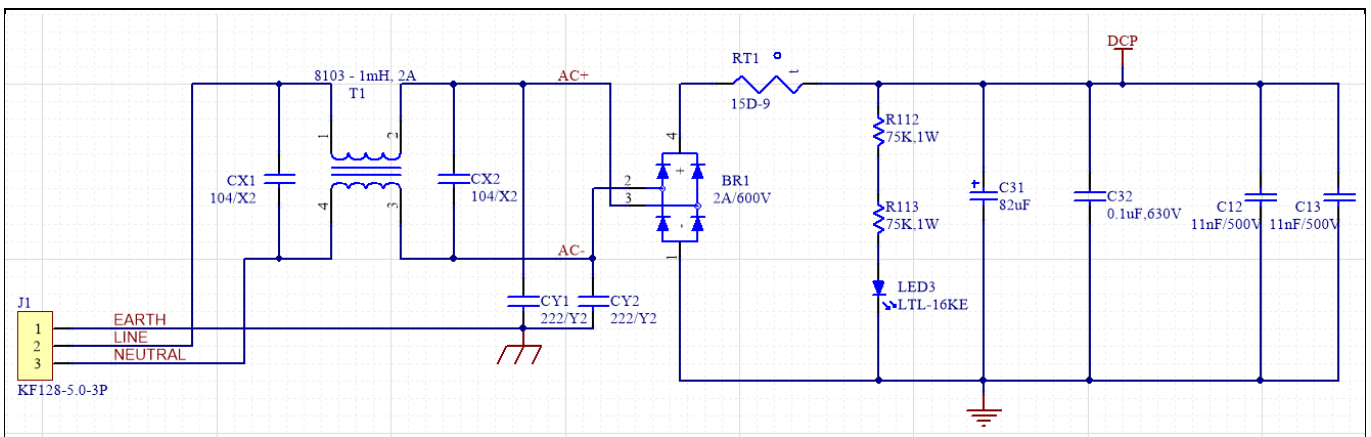 DCP
RT1
t
8103 - 1mH, 2A
T1
AC+
15D-9
1
2
4
R112
75K,1W
CX1
104/X2
CX2
104/X2
2
3
+
-
BR1
2A/600V
C31
82uF
+
C32
0.1uF,630V
C12
11nF/500V
C13
11nF/500V
4
3
R113
75K,1W
AC-
1
LED3
LTL-16KE
J1
CY1
222/Y2
CY2
222/Y2
1
2
3
EARTH
LINE
NEUTRAL
KF128-5.0-3P